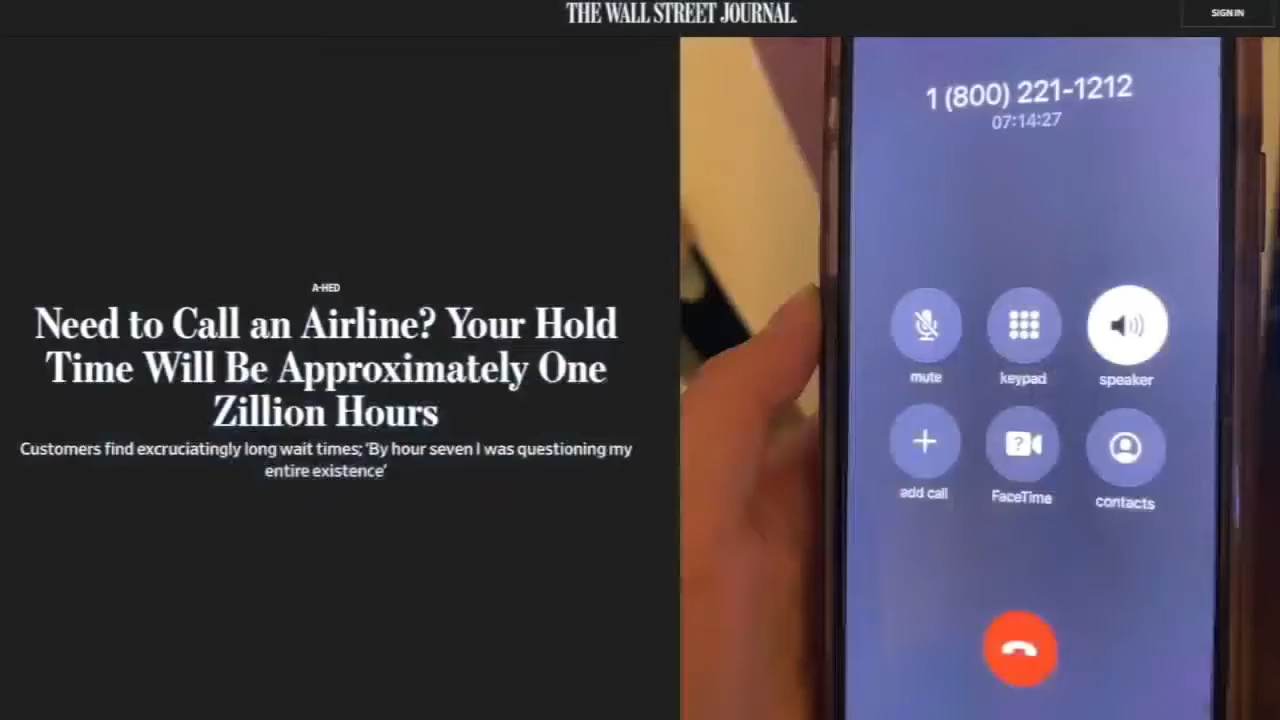 THE WALL STREET JOURNAL.
SIGN IN
A-HED
Need to Call an Airline? Your Hold
Time Will Be Approximately One
Zillion Hours
Customers find excruciatingly long wait times; ‘By hour seven I was questioning my
entire existence’
1 (800) 221-1212
07:14:27
mute
keypad
speaker
add call
FaceTime
contacts